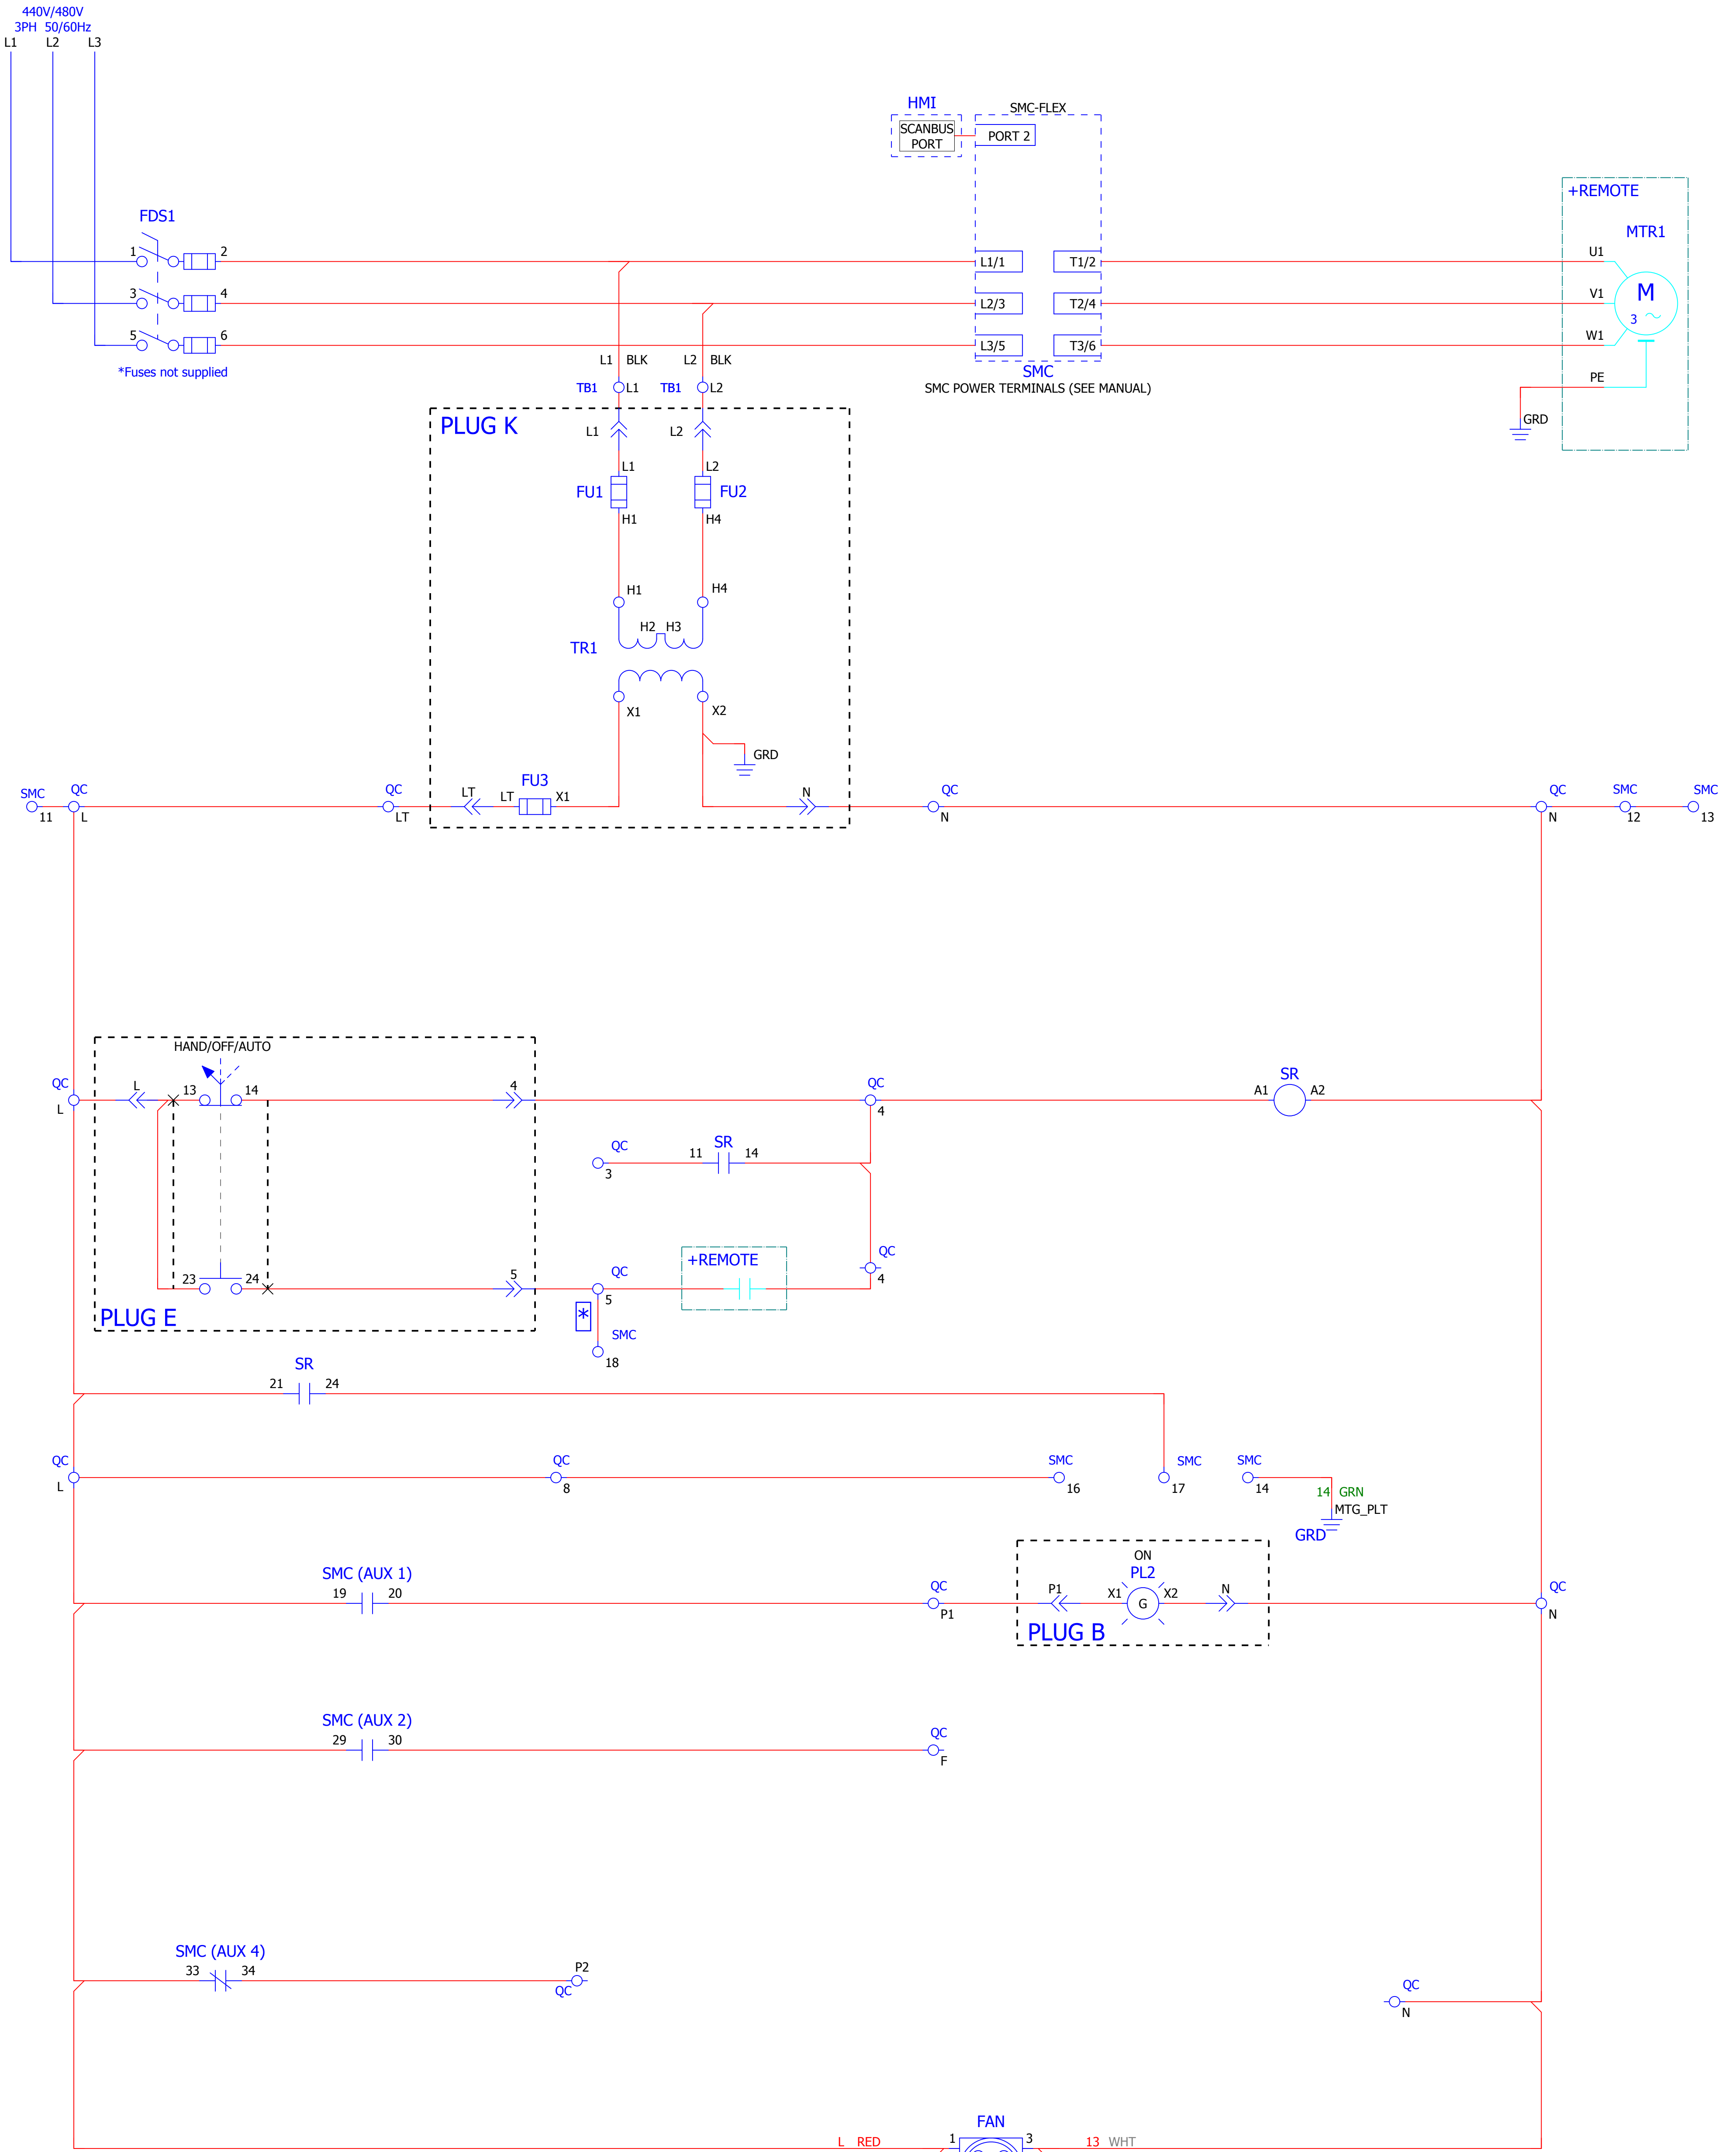 440V/480V
3PH 50/60Hz
L1 L2 L3
HMI
SCANBUS
PORT
SMC-FLEX
PORT 2
+REMOTE
MTR1
FDS1
1 2
3 4
5 6
*Fuses not supplied
L1/1 T1/2
L2/3 T2/4
L3/5 T3/6
SMC
SMC POWER TERMINALS (SEE MANUAL)
U1
V1
W1
PE
M
3
GRD
L1 BLK L2 BLK
TB1 L1 TB1 L2
PLUG K
L1 L2
L1 L2
FU1 FU2
H1 H4
H1 H4
H2 H3
TR1
X1 X2
GRD
FU3
LT LT X1 N
SMC QC QC QC QC SMC SMC
11 L LT N N 12 13
HAND/OFF/AUTO
QC L 13 14 4 QC SR
L 4 A1 A2
QC SR
3 11 14
+REMOTE
QC
4
23 24 5 QC
5
PLUG E
*
SMC
18
SR
21 24
QC QC SMC SMC SMC
L 8 16 17 14
14 GRN
MTG_PLT
GRD
SMC (AUX 1)
19 20
QC
P1
ON
PL2
P1 X1 G X2 N
PLUG B
QC
N
SMC (AUX 2)
29 30
QC
F
SMC (AUX 4)
33 34
P2
QC
QC
N
FAN
L RED 1 3 13 WHT